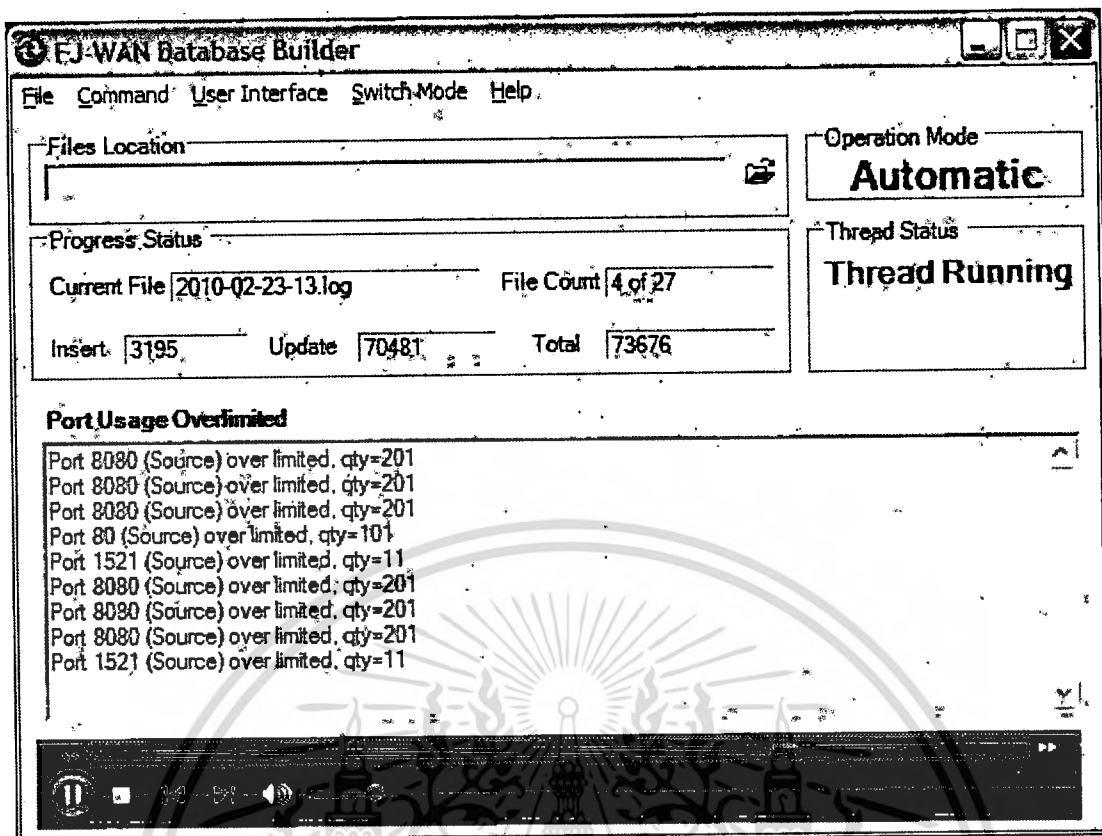 FJ-WAN Database Builder
File Command User Interface Switch Mode Help
Files Location
Operation Mode
Automatic
Progress Status
Current File 2010-02-23-13.log File Count 4 of 27
Insert 3195 Update 70481 Total 73676
Thread Status
Thread Running
Port Usage Overlimited
Port 8080 (Source) over limited, qty=201
Port 8080 (Source) over limited, qty=201
Port 8080 (Source) over limited, qty=201
Port 80 (Source) over limited, qty=101
Port 1521 (Source) over limited, qty=11
Port 8080 (Source) over limited, qty=201
Port 8080 (Source) over limited, qty=201
Port 8080 (Source) over limited, qty=201
Port 1521 (Source) over limited, qty=11